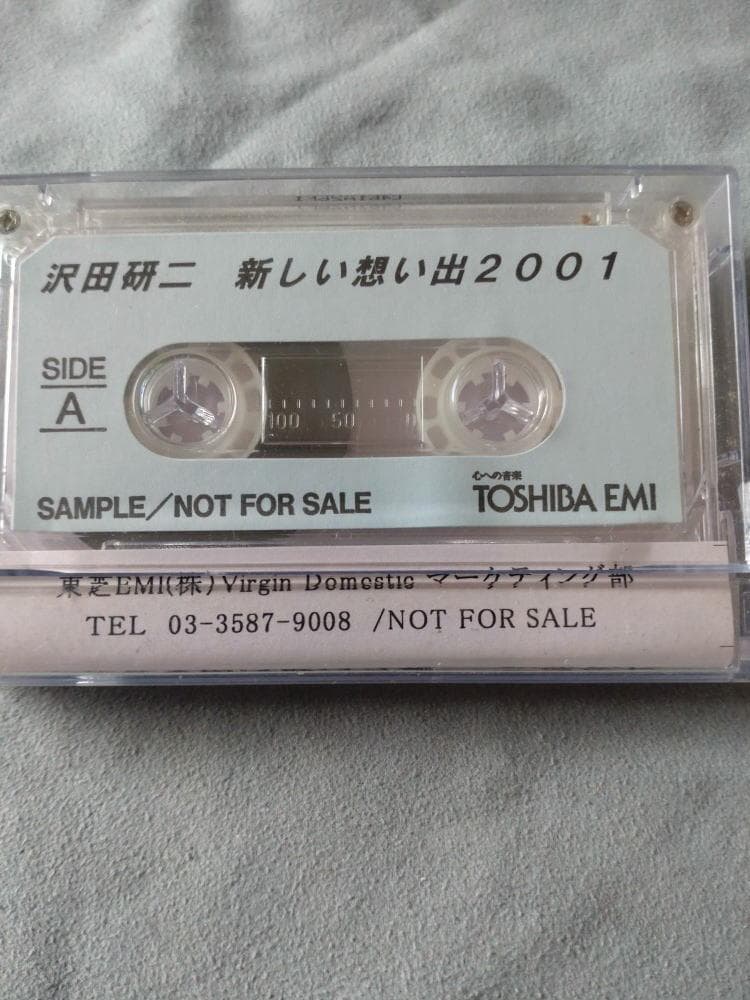 沢田研二 新しい想い出2001
SIDE
A
100 50 0
心への音楽
SAMPLE/NOT FOR SALE
TOSHIBA EMI
東芝EMI(株)Virgin Domestic マーケティング部
TEL 03-3587-9008 /NOT FOR SALE